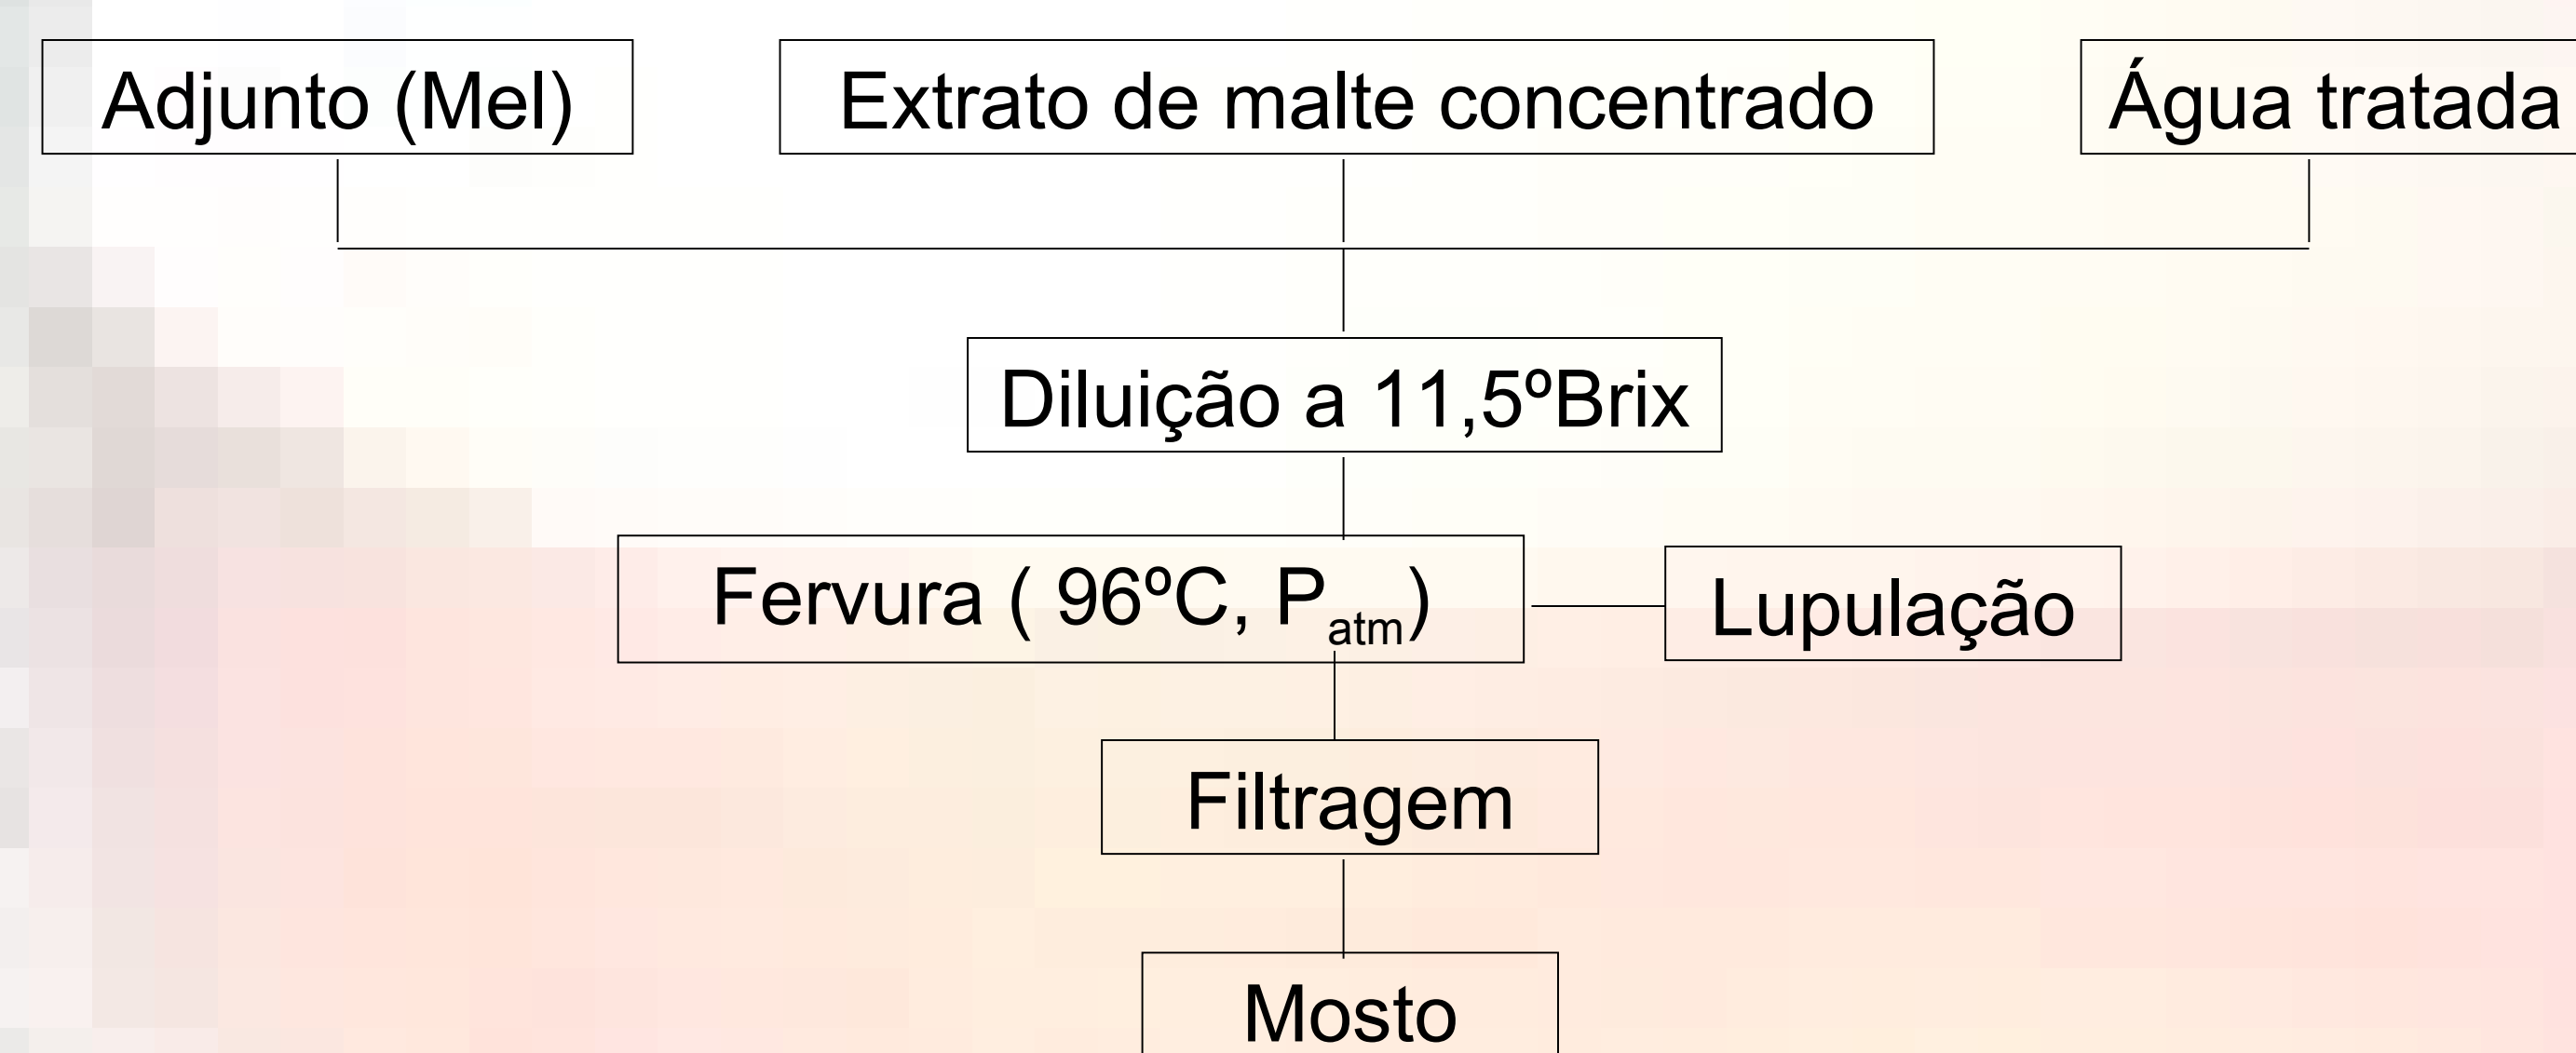 Adjunto (Mel)
Extrato de malte concentrado
Água tratada
Diluição a 11,5ºBrix
Fervura ( 96ºC, Patm)
Lupulação
Filtragem
Mosto